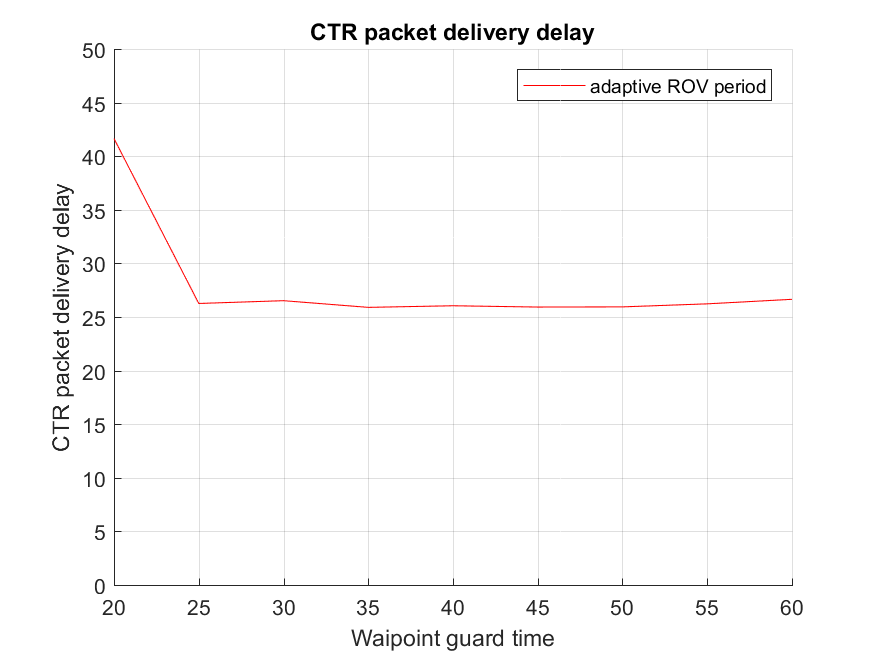 CTR packet delivery delay
adaptive ROV period
CTR packet delivery delay
50
45
40
35
30
25
20
15
10
5
0
20 25 30 35 40 45 50 55 60
Waipoint guard time